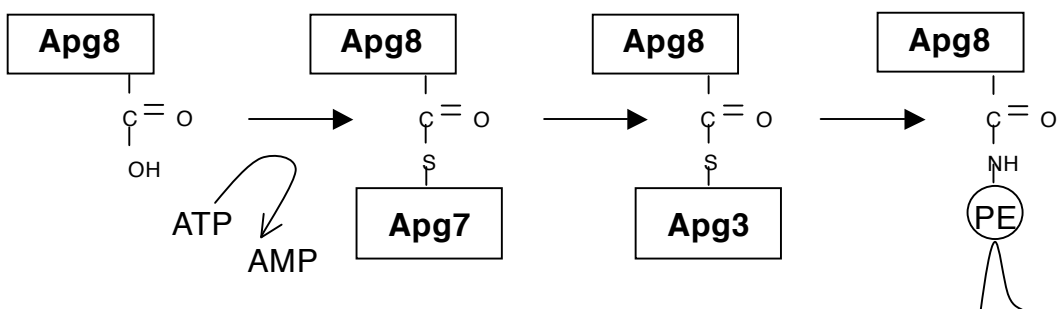 Apg8 Apg8 Apg8 Apg8
C = O C = O C = O C = O
OH S S NH
ATP Apg7 Apg3 PE
AMP